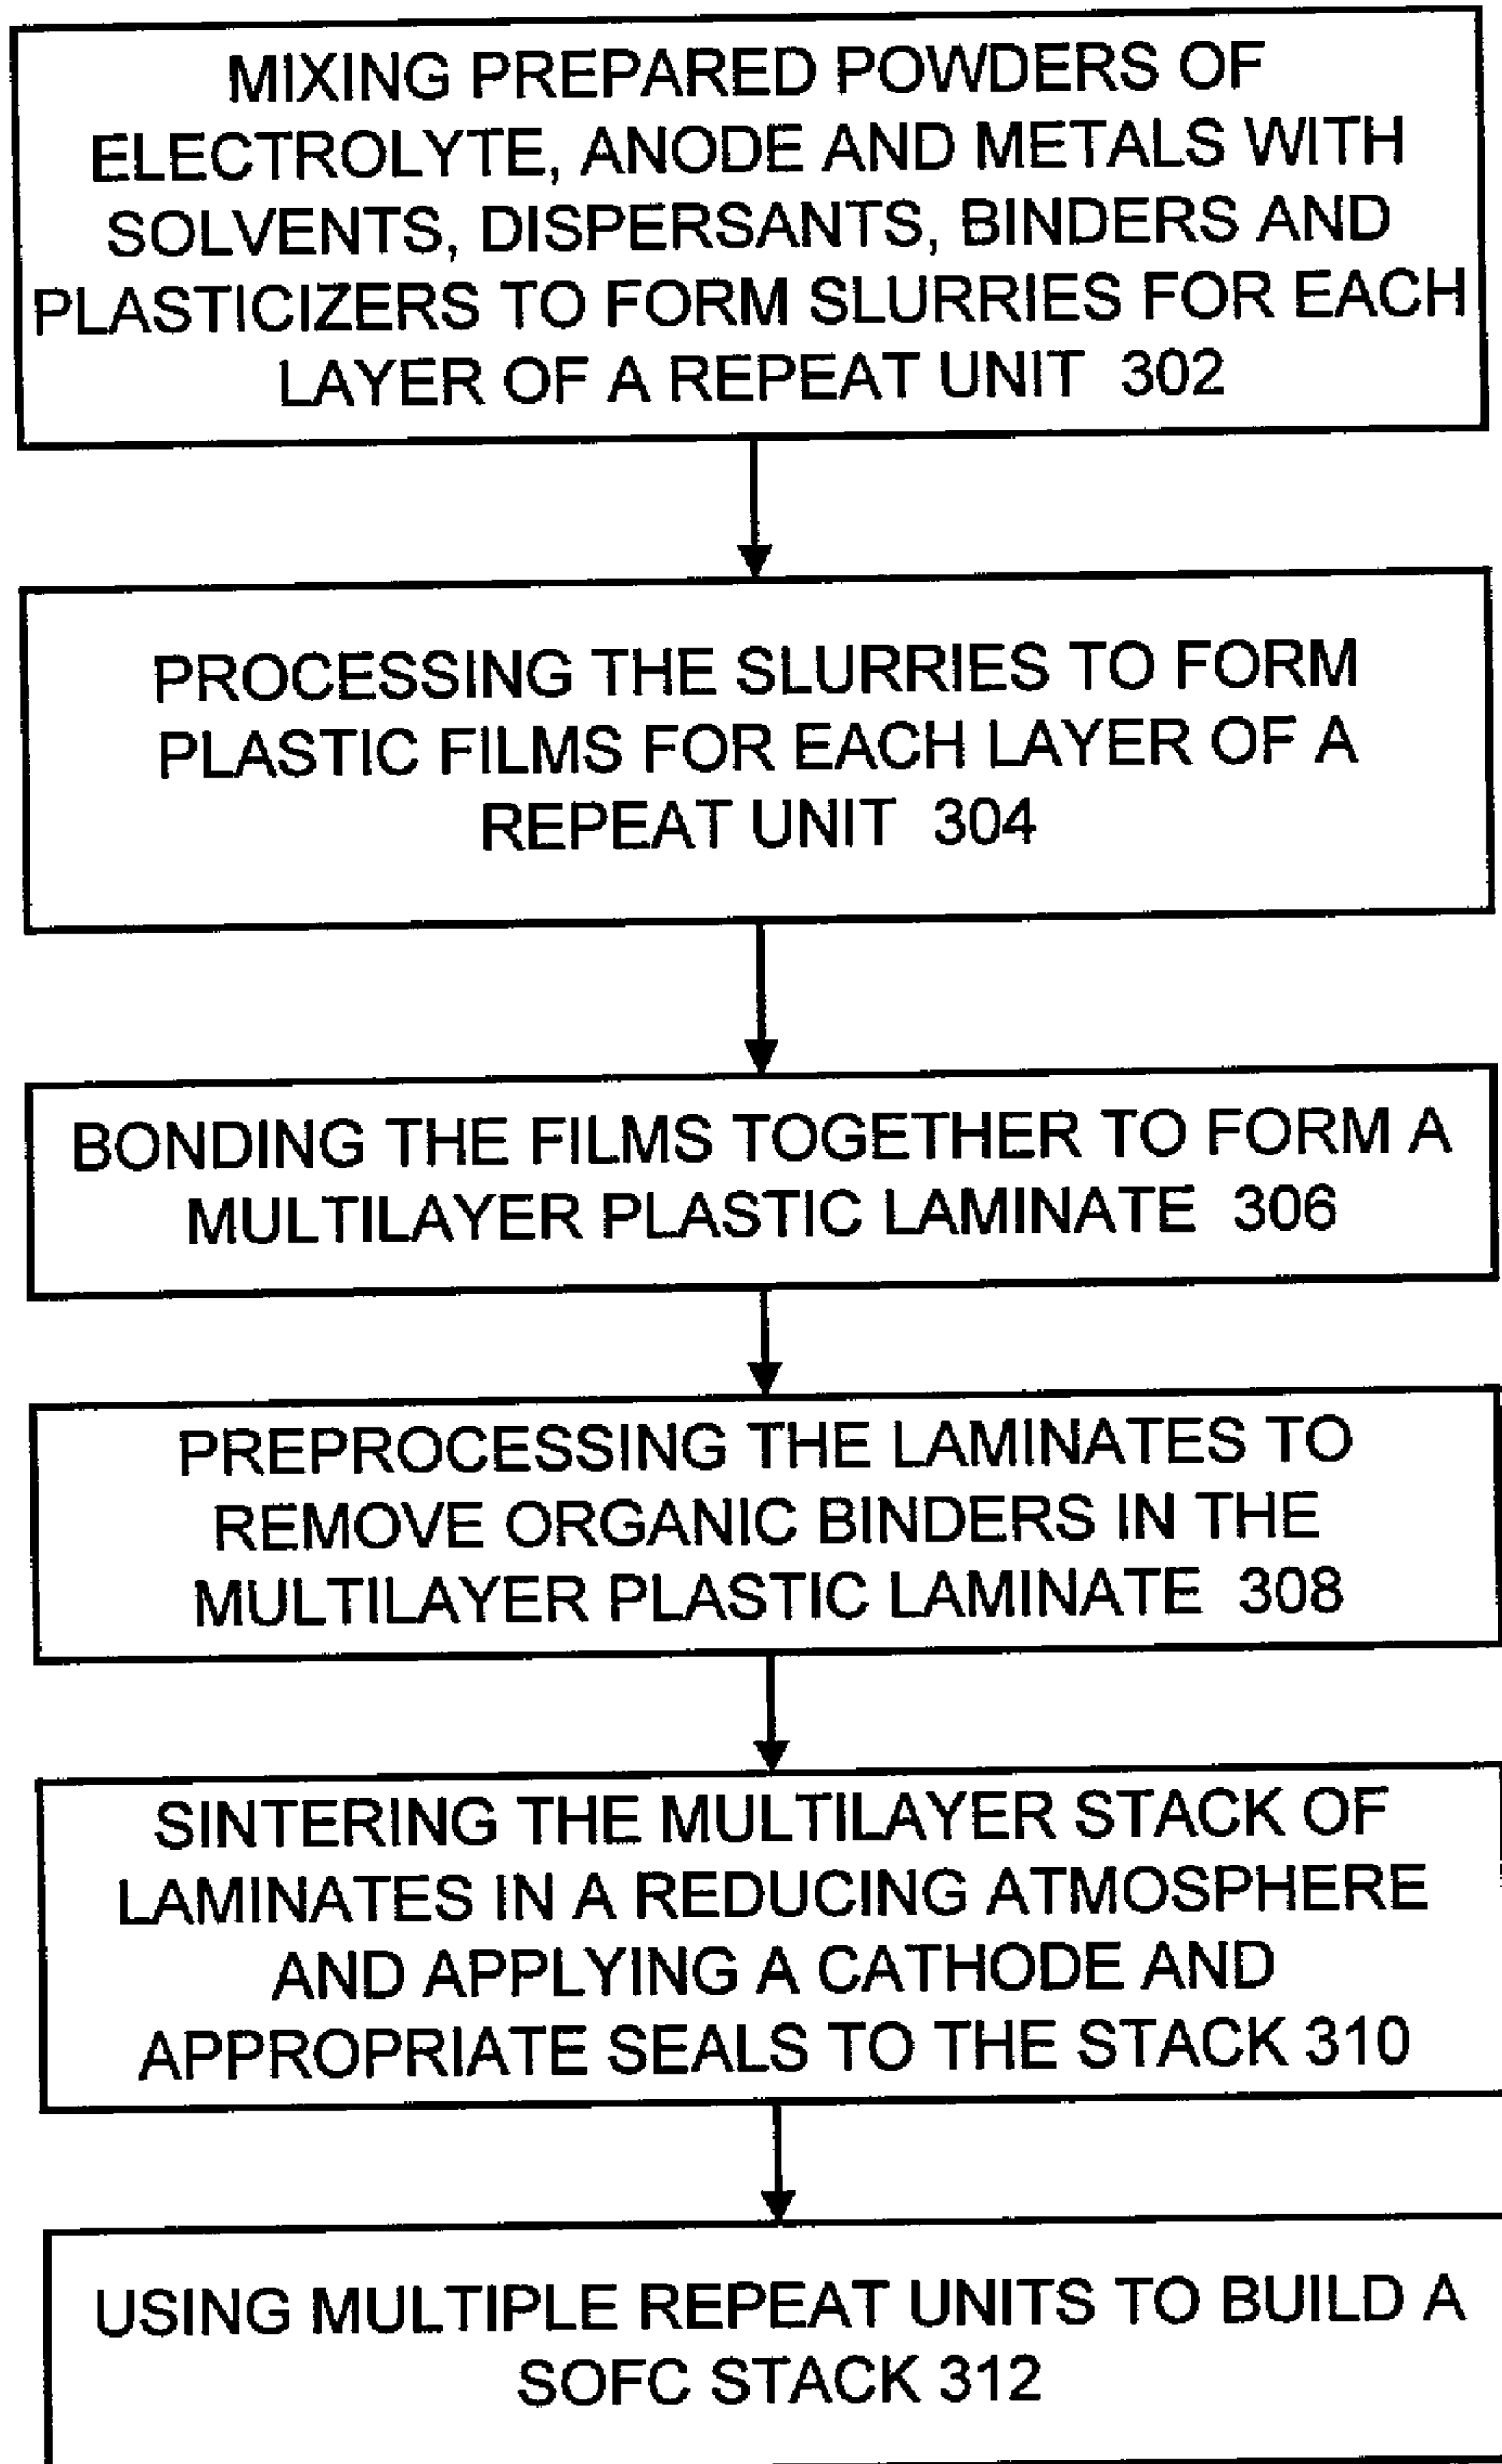 MIXING PREPARED POWDERS OF
ELECTROLYTE, ANODE AND METALS WITH
SOLVENTS, DISPERSANTS, BINDERS AND
PLASTICIZERS TO FORM SLURRIES FOR EACH
LAYER OF A REPEAT UNIT 302
PROCESSING THE SLURRIES TO FORM
PLASTIC FILMS FOR EACH LAYER OF A
REPEAT UNIT 304
BONDING THE FILMS TOGETHER TO FORM A
MULTILAYER PLASTIC LAMINATE 306
PREPROCESSING THE LAMINATES TO
REMOVE ORGANIC BINDERS IN THE
MULTILAYER PLASTIC LAMINATE 308
SINTERING THE MULTILAYER STACK OF
LAMINATES IN A REDUCING ATMOSPHERE
AND APPLYING A CATHODE AND
APPROPRIATE SEALS TO THE STACK 310
USING MULTIPLE REPEAT UNITS TO BUILD A
SOFC STACK 312